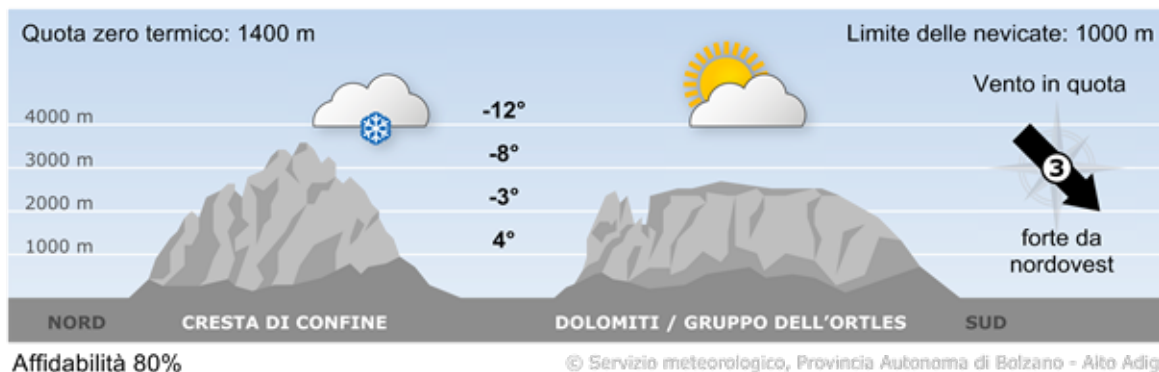 Quota zero termico: 1400 m
Limite delle nevicate: 1000 m
Vento in quota
4000 m
-12°
3000 m
-8°
3
2000 m
-3°
1000 m
4°
forte da
nordovest
NORD
CRESTA DI CONFINE
DOLOMITI / GRUPPO DELL'ORTLES
SUD
Affidabilità 80%
© Servizio meteorologico, Provincia Autonoma di Bolzano - Alto Adig